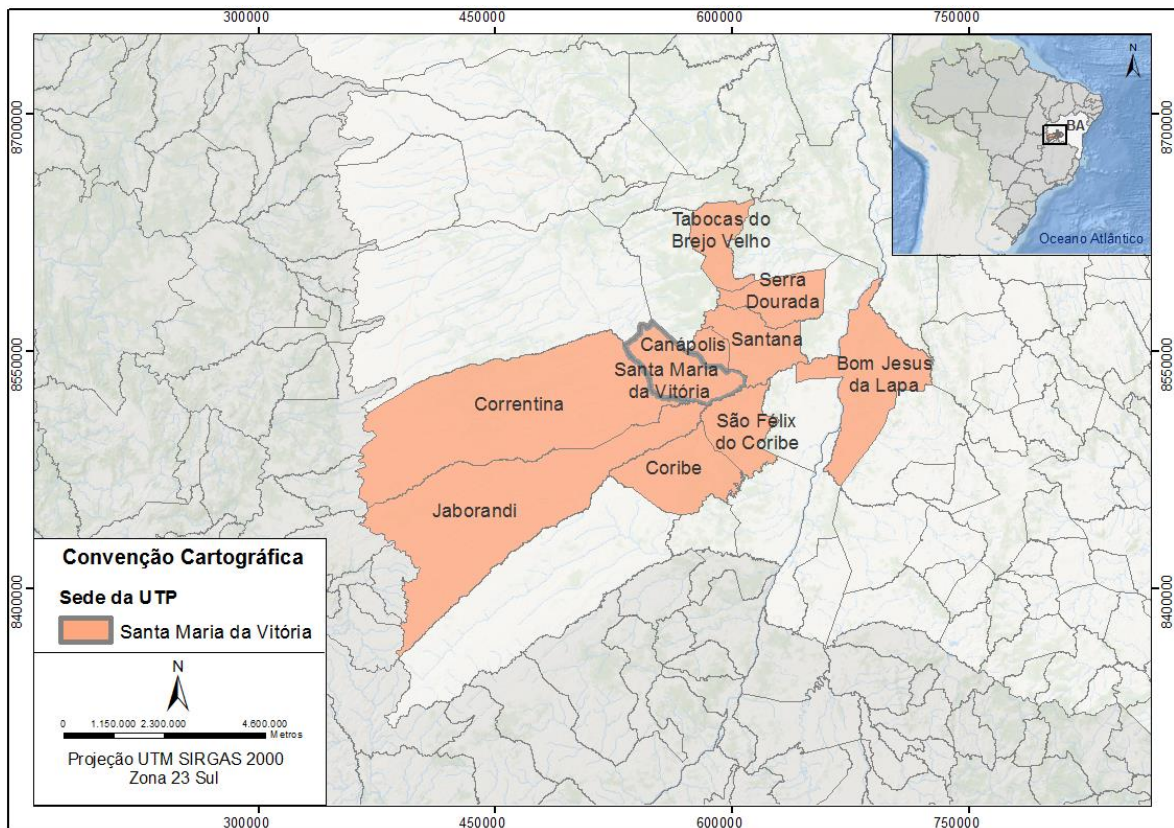 300000 450000 600000 750000
8700000
8700000
N
BA
Oceano Atlântico
Tabocas do
Brejo Velho
Serra
Dourada
Canápolis
Santana
8550000
8550000
Santa Maria
da Vitória
Bom Jesus
da Lapa
Correntina
São Félix
do Coribe
Coribe
Jaborandi
Convenção Cartográfica
Sede da UTP
Santa Maria da Vitória
8400000
8400000
N
0 1.150.000 2.300.000 4.600.000
Metros
Projeção UTM SIRGAS 2000
Zona 23 Sul
300000 450000 600000 750000